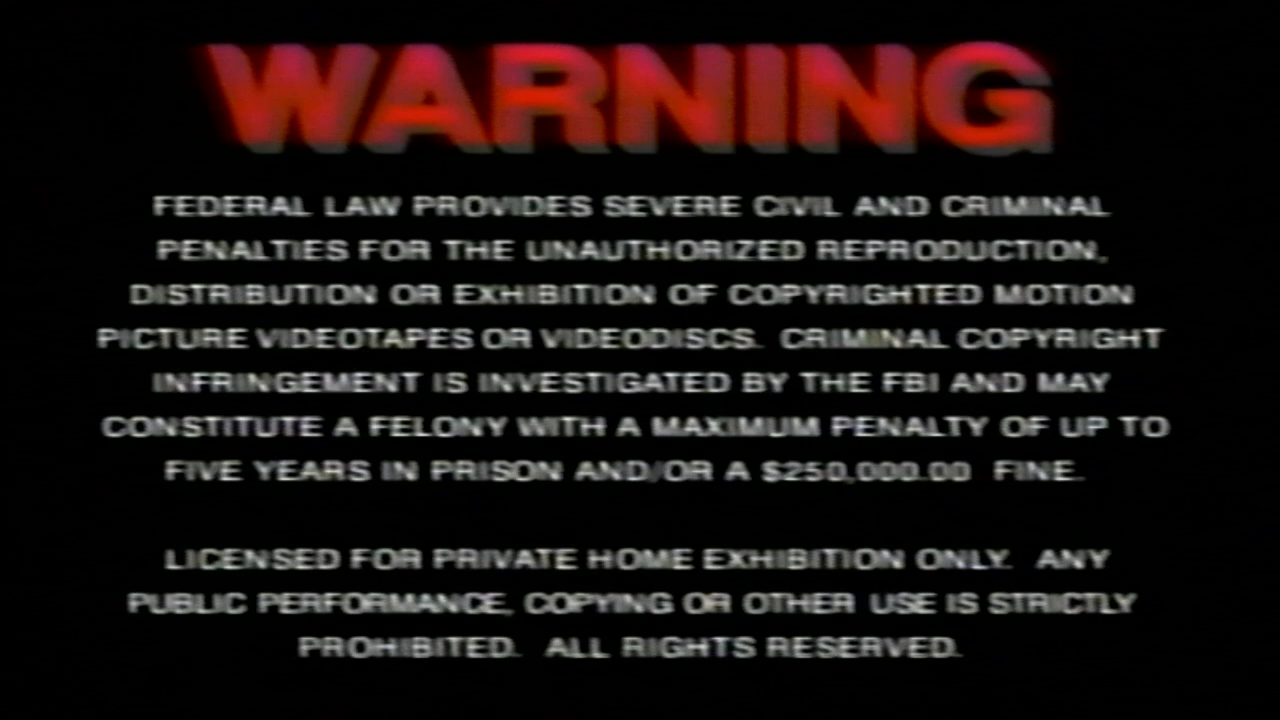 WARNING
FEDERAL LAW PROVIDES SEVERE CIVIL AND CRIMINAL
PENALTIES FOR THE UNAUTHORIZED REPRODUCTION,
DISTRIBUTION OR EXHIBITION OF COPYRIGHTED MOTION
PICTURE VIDEOTAPES OR VIDEODISCS. CRIMINAL COPYRIGHT
INFRINGEMENT IS INVESTIGATED BY THE FBI AND MAY
CONSTITUTE A FELONY WITH A MAXIMUM PENALTY OF UP TO
FIVE YEARS IN PRISON AND/OR A $250,000.00 FINE.
LICENSED FOR PRIVATE HOME EXHIBITION ONLY. ANY
PUBLIC PERFORMANCE, COPYING OR OTHER USE IS STRICTLY
PROHIBITED. ALL RIGHTS RESERVED.